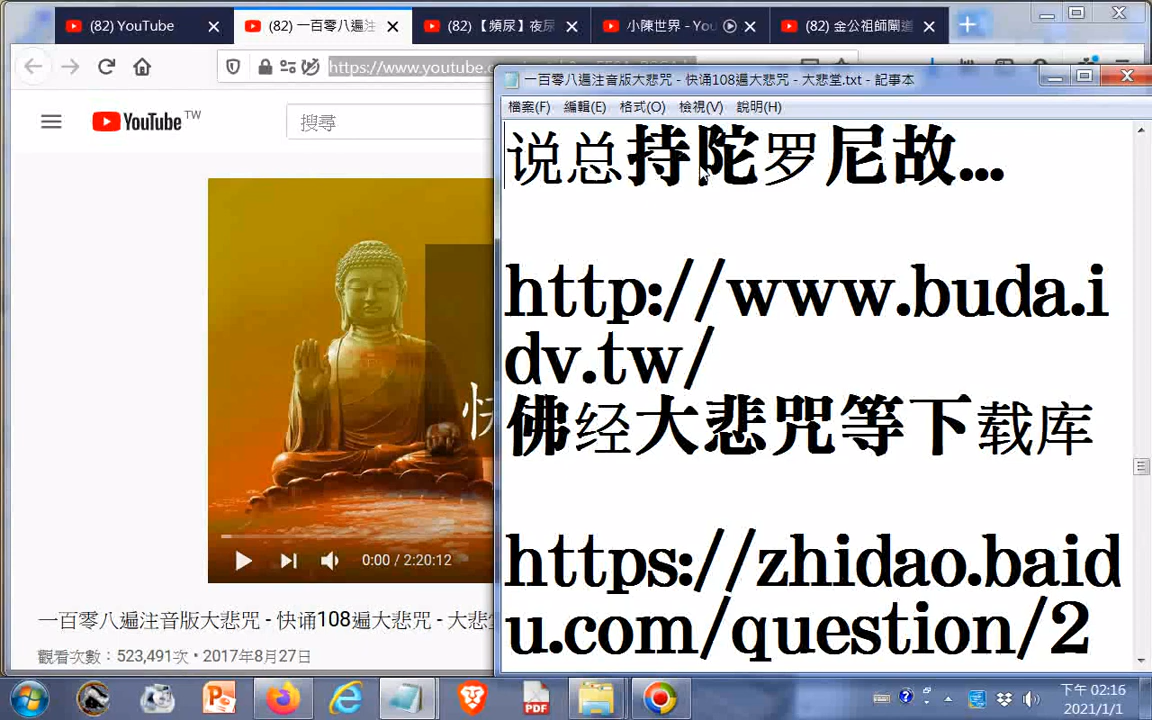 (82) YouTube
(82) 一百零八遍注
(82) 【頻尿】夜尿
小陳世界 - You
(82) 金公祖師闡道
https://www.youtube.c
一百零八遍注音版大悲咒 - 快诵108遍大悲咒 - 大悲堂.txt - 記事本
檔案(F) 編輯(E) 格式(O) 檢視(V) 說明(H)
YouTube TW
搜尋
说总持陀罗尼故...
http://www.buda.i
dv.tw/
佛经大悲咒等下载库
https://zhidao.baid
u.com/question/2
快
0:00 / 2:20:12
一百零八遍注音版大悲咒 - 快诵108遍大悲咒 - 大悲
觀看次數：523,491次 • 2017年8月27日
PDF
下午 02:16
2021/1/1